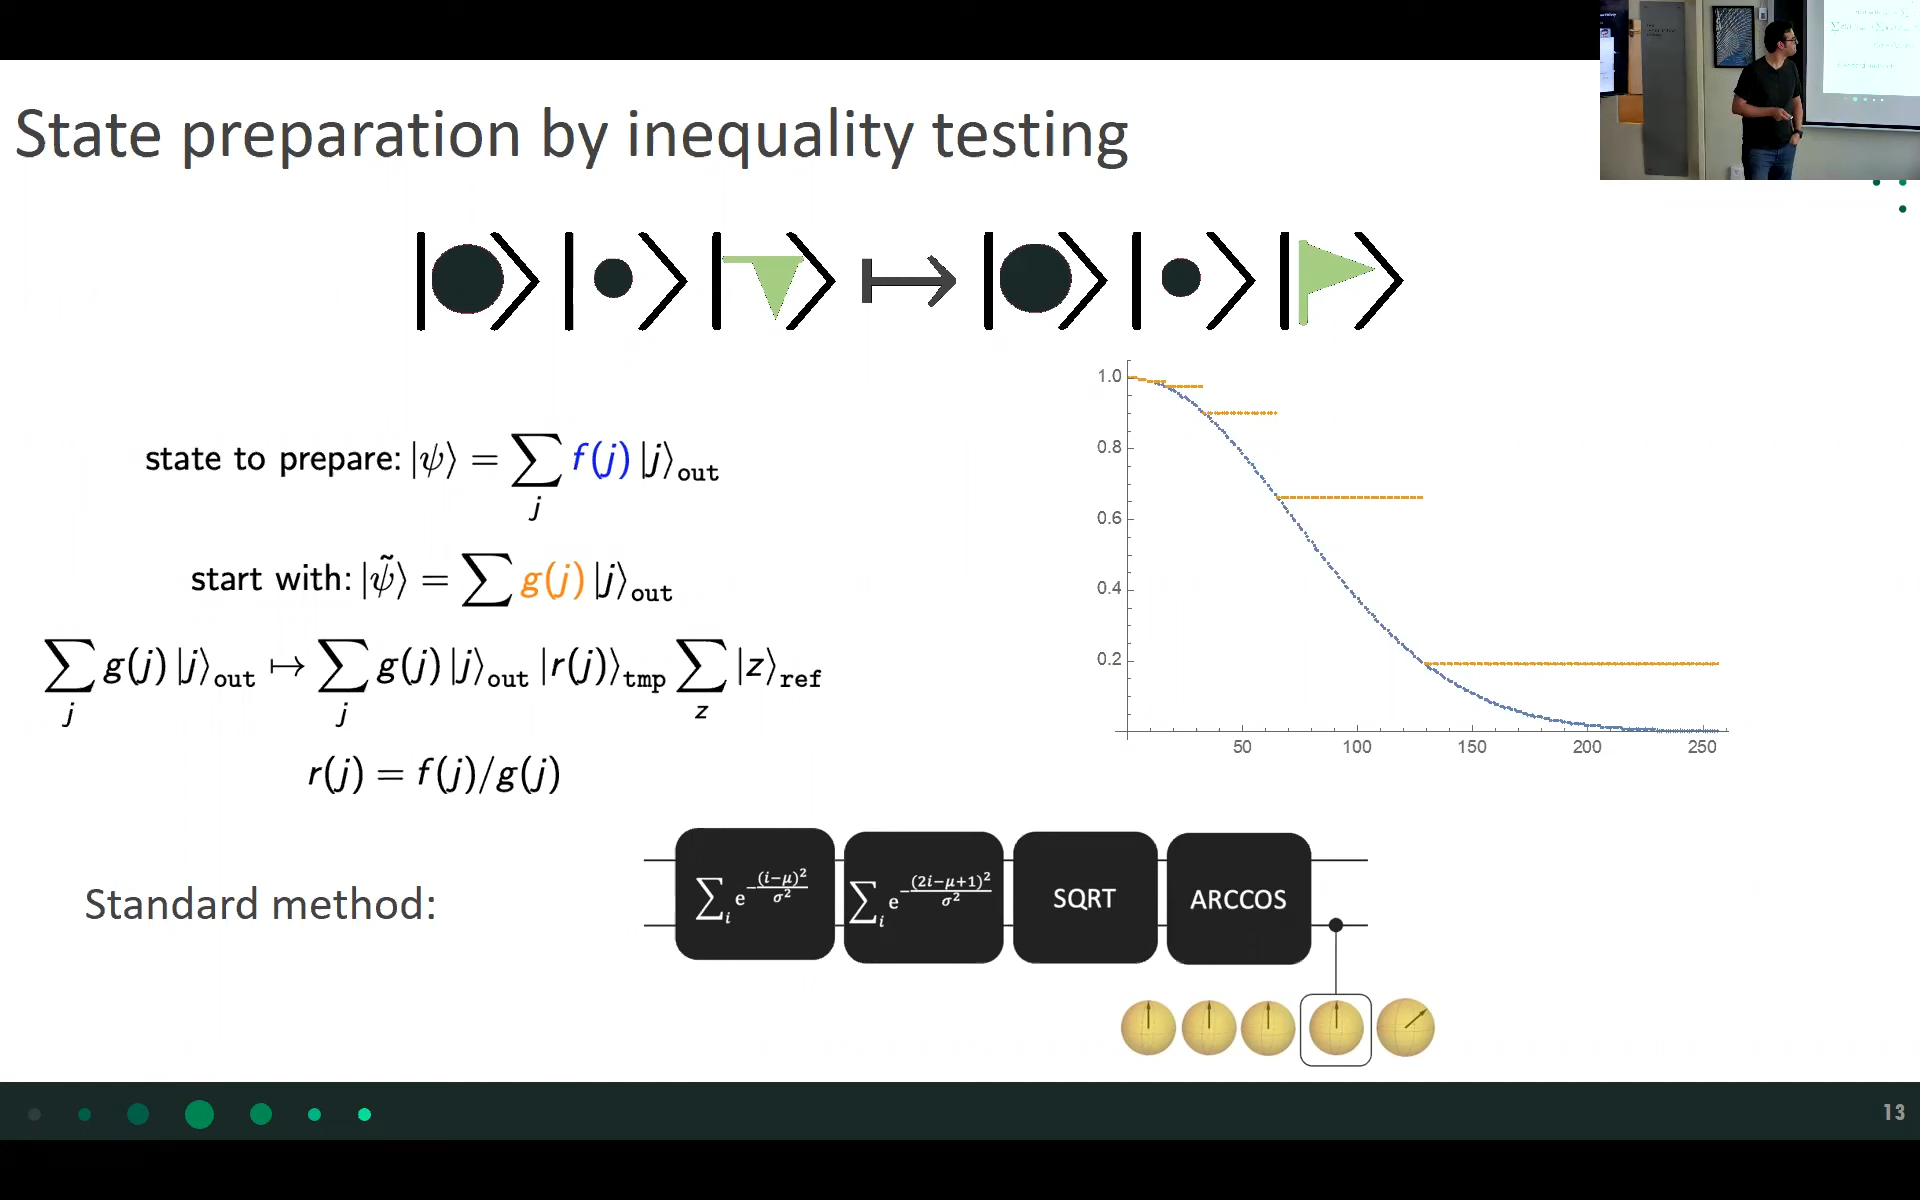 State preparation by inequality testing
state to prepare: |ψ⟩ = ∑_j f(j) |j⟩_out
start with: |ψ̃⟩ = ∑ g(j) |j⟩_out
∑_j g(j) |j⟩_out ↦ ∑_j g(j) |j⟩_out |r(j)⟩_tmp ∑_z |z⟩_ref
r(j) = f(j)/g(j)
1.0
0.8
0.6
0.4
0.2
50 100 150 200 250
Standard method:
∑_i e^{-(i-μ)^2/σ^2}
∑_i e^{-(2i-μ+1)^2/σ^2}
SQRT
ARCCOS
13